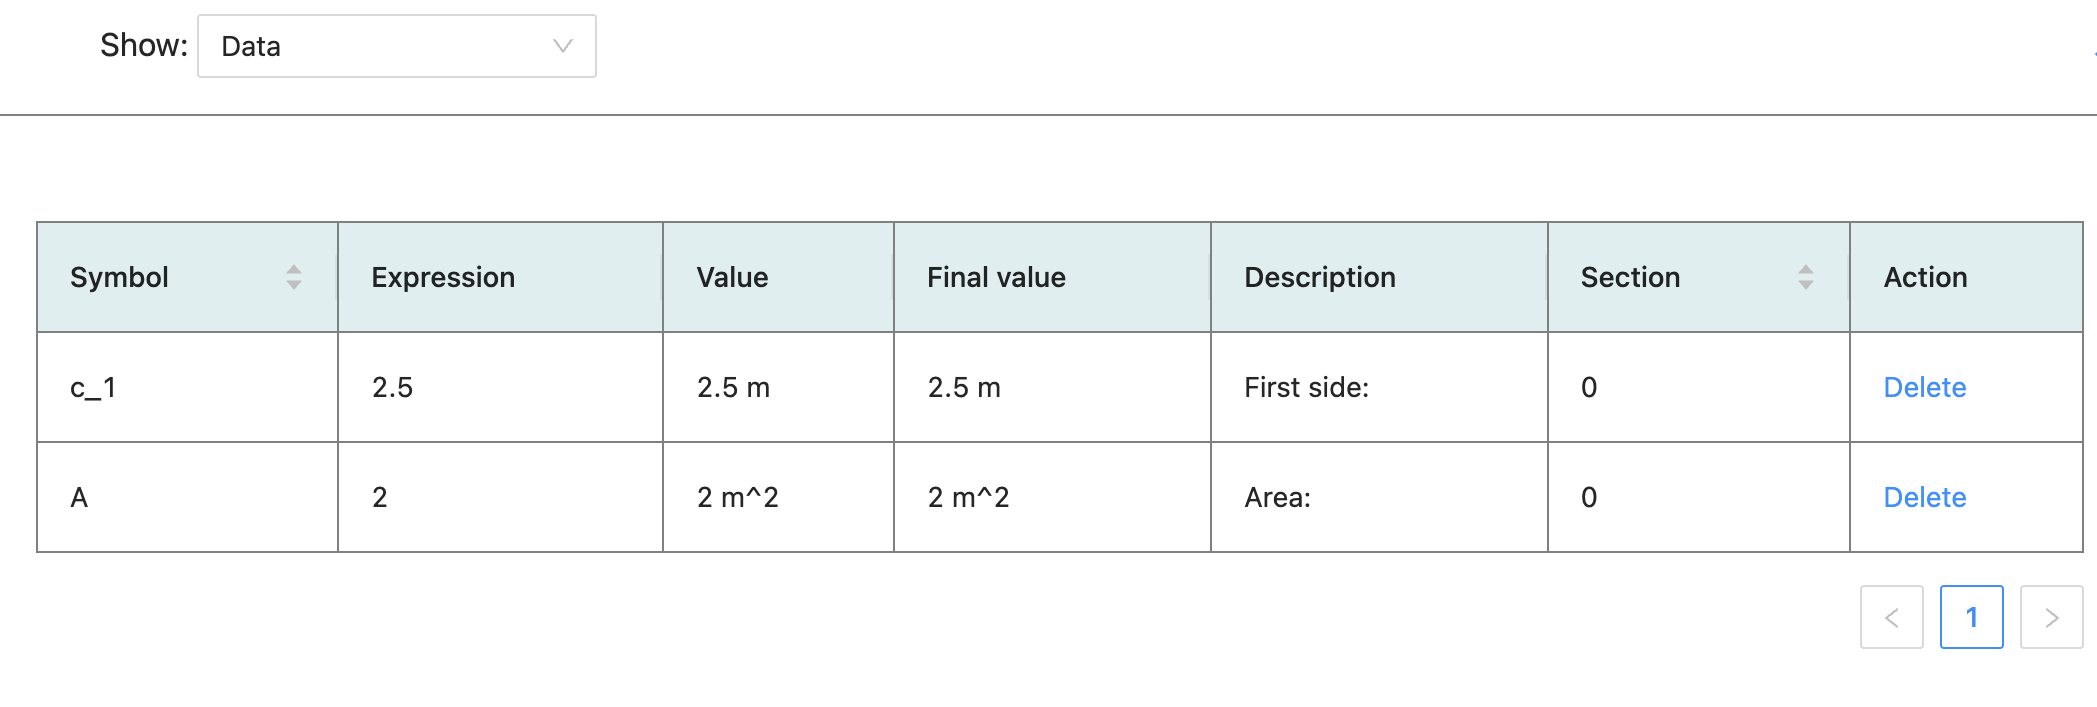 Show: Data
Symbol Expression Value Final value Description Section Action
c_1 2.5 2.5 m 2.5 m First side: 0 Delete
A 2 2 m^2 2 m^2 Area: 0 Delete
< 1 >